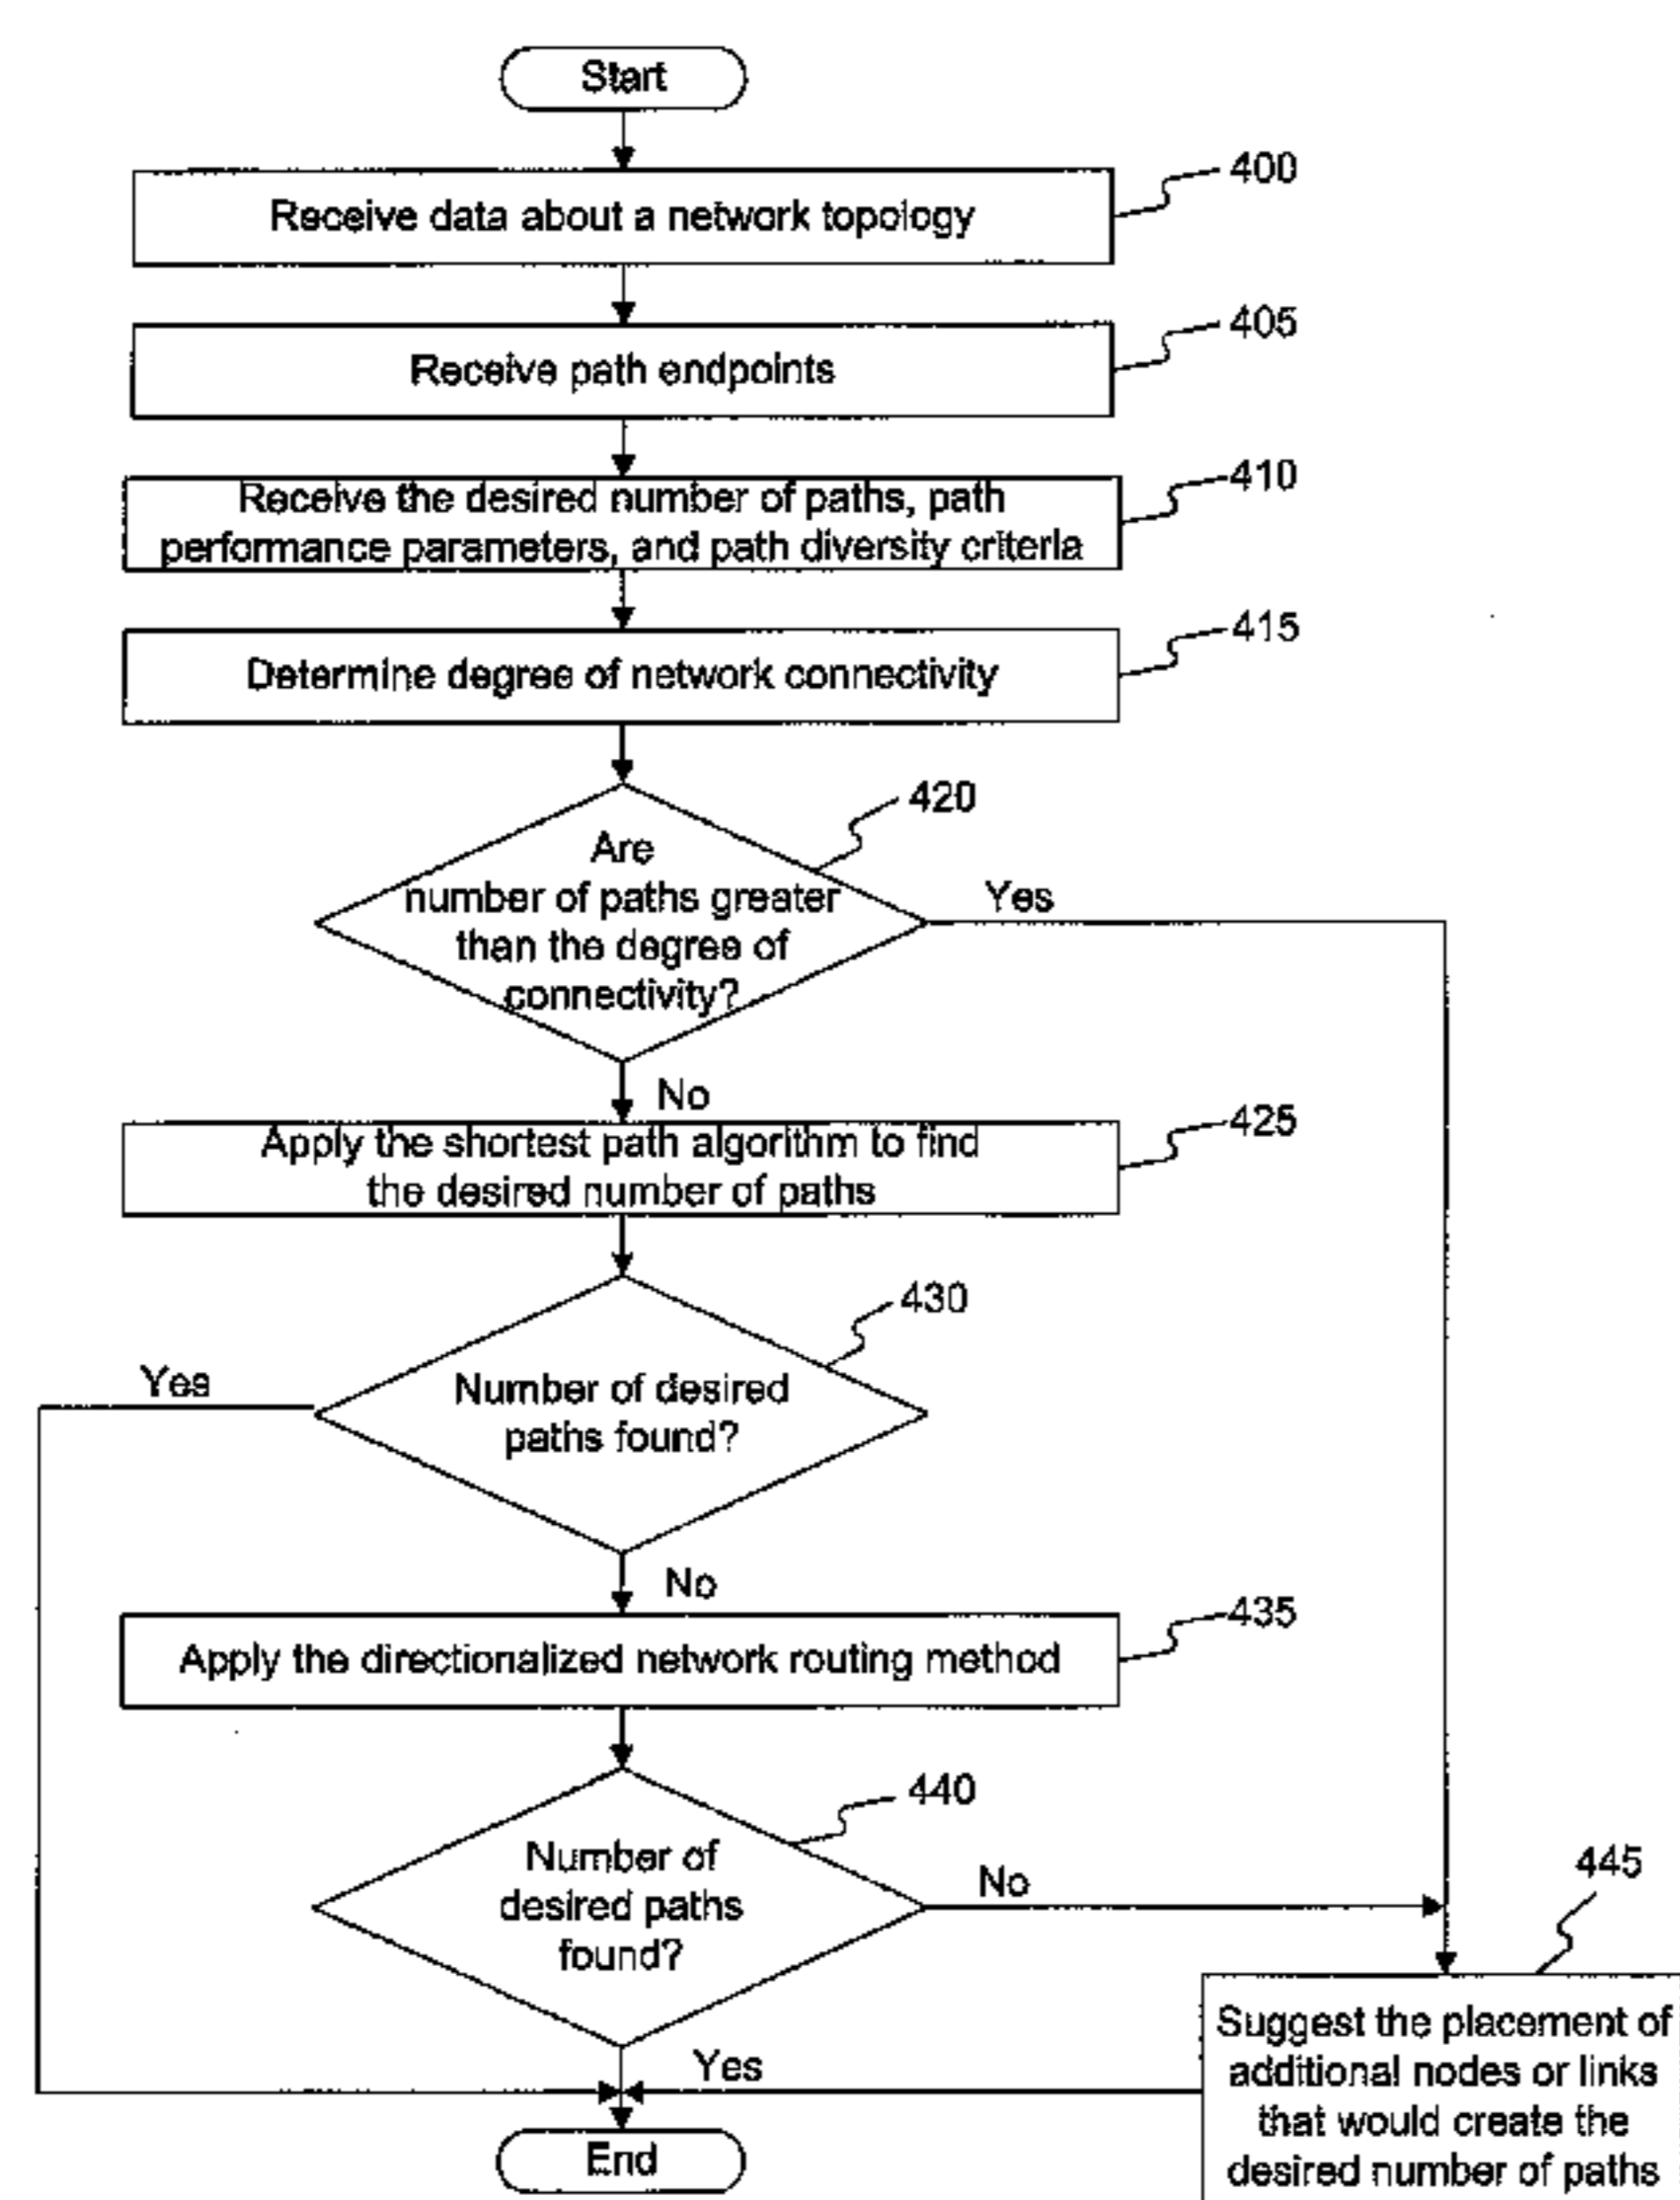 Start
400
Receive data about a network topology
405
Receive path endpoints
410
Receive the desired number of paths, path
performance parameters, and path diversity criteria
415
Determine degree of network connectivity
420
Are
number of paths greater
than the degree of
connectivity?
Yes
No
425
Apply the shortest path algorithm to find
the desired number of paths
430
Yes
Number of desired
paths found?
No
435
Apply the directionalized network routing method
440
Number of
desired paths
found?
No
445
Suggest the placement of
additional nodes or links
that would create the
desired number of paths
Yes
End